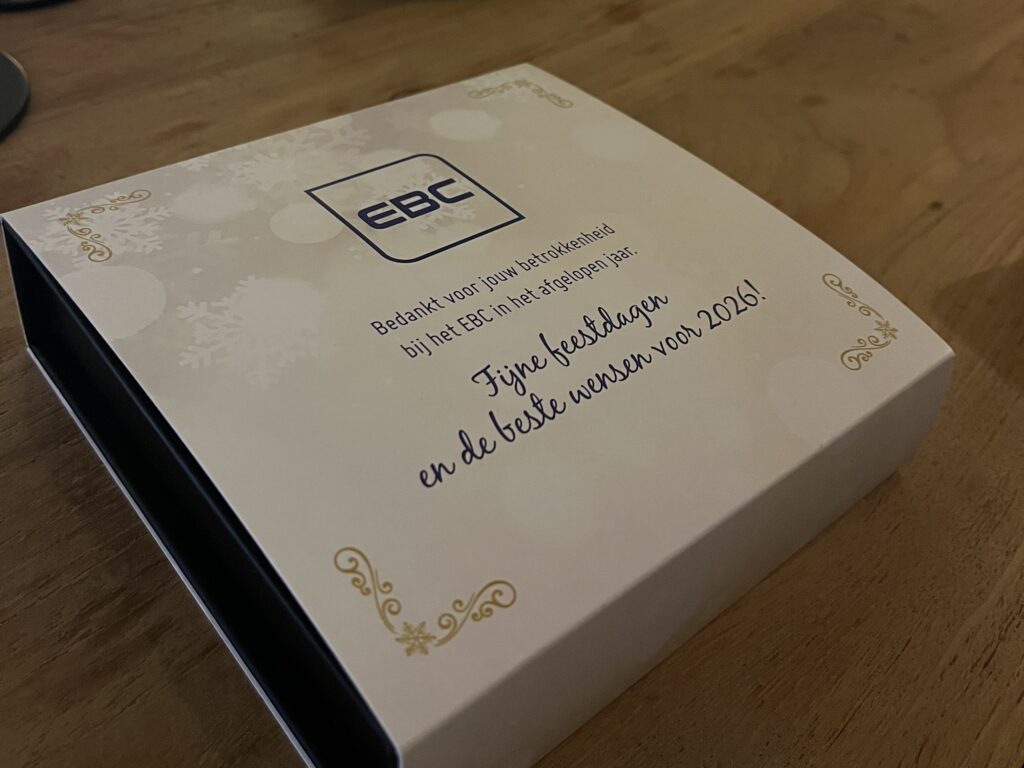 EBC
Bedankt voor jouw betrokkenheid
bij het EBC in het afgelopen jaar.
Fijne feestdagen
en de beste wensen voor 2026!